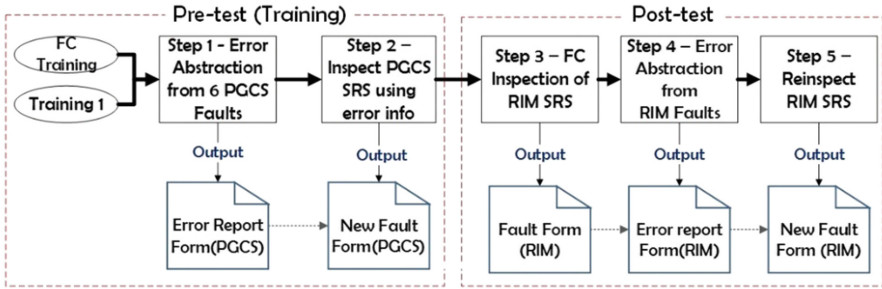 Pre-test (Training)
Post-test
FC
Training
Training 1
Step 1 - Error
Abstraction
from 6 PGCS
Faults
Step 2 –
Inspect PGCS
SRS using
error info
Step 3 – FC
Inspection of
RIM SRS
Step 4 – Error
Abstraction
from
RIM Faults
Step 5 –
Reinspect
RIM SRS
Output
Output
Output
Output
Output
Error Report
Form(PGCS)
New Fault
Form(PGCS)
Fault Form
(RIM)
Error report
Form(RIM)
New Fault
Form (RIM)